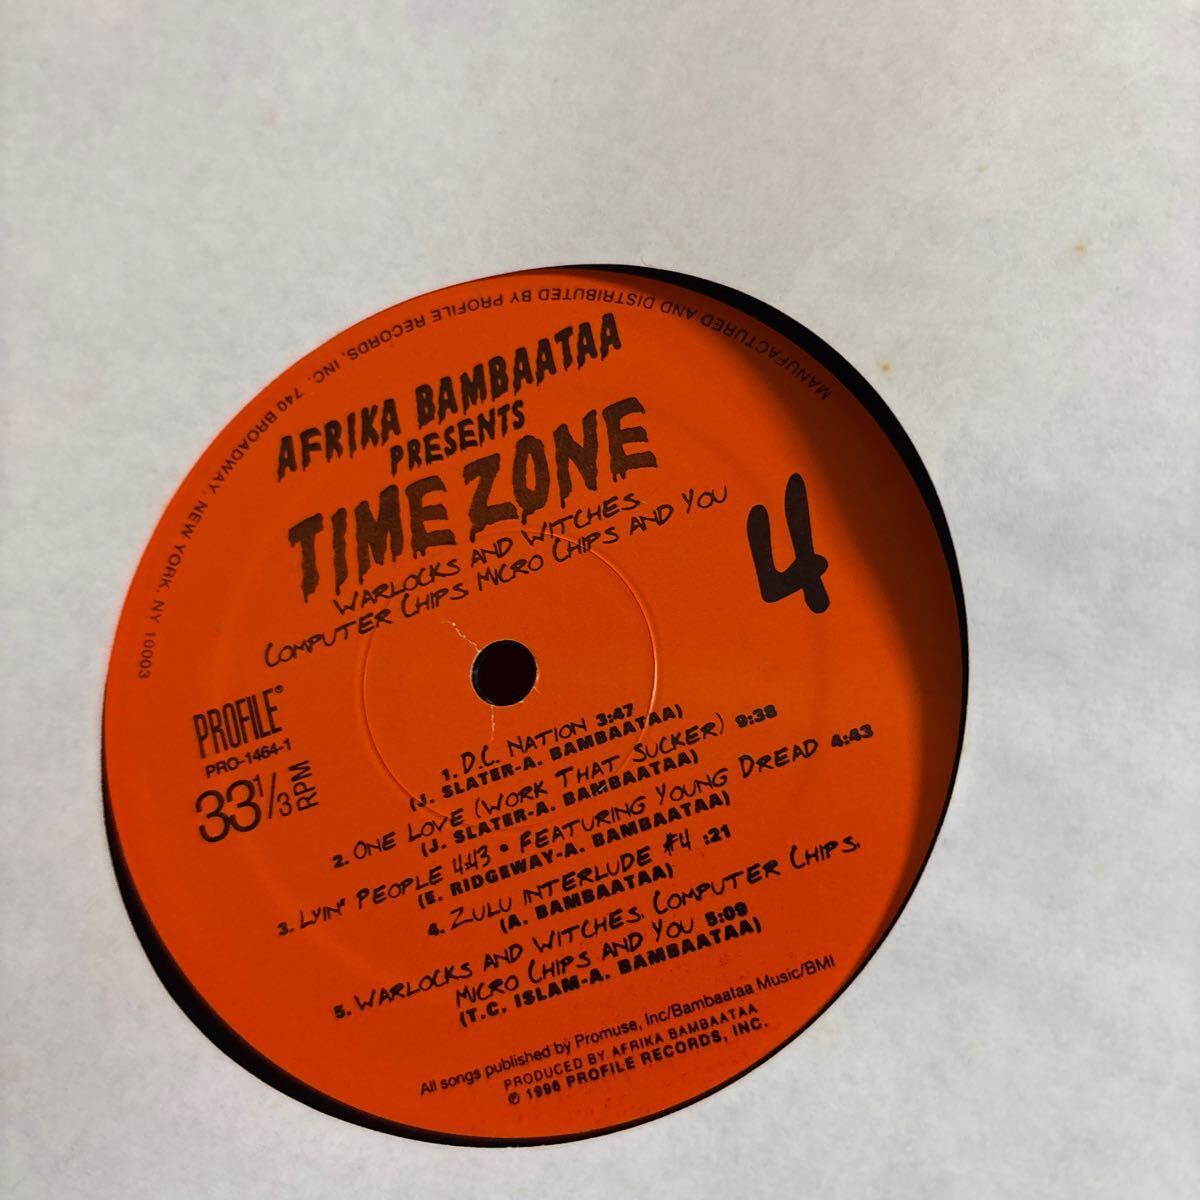 MANUFACTURED AND DISTRIBUTED BY PROFILE RECORDS, INC. 740 BROADWAY, NEW YORK, NY 10003
AFRIKA BAMBAATAA
PRESENTS
TIME ZONE
WARLOCKS AND WITCHES,
COMPUTER CHIPS, MICRO CHIPS AND YOU
4
PROFILE®
PRO-1464-1
33 1/3 RPM
1. D.C. NATION 3:47
(J. SLATER-A. BAMBAATAA)
2. ONE LOVE (WORK THAT SUCKER) 9:38
(J. SLATER-A. BAMBAATAA)
3. LYIN' PEOPLE 4:43 • FEATURING YOUNG DREAD 4:43
(E. RIDGEWAY-A. BAMBAATAA)
4. ZULU INTERLUDE #4 :21
(A. BAMBAATAA)
5. WARLOCKS AND WITCHES, COMPUTER CHIPS,
MICRO CHIPS AND YOU 5:09
(T.C. ISLAM-A. BAMBAATAA)
All songs published by Promuse, Inc/Bambaataa Music/BMI
PRODUCED BY AFRIKA BAMBAATAA
© 1996 PROFILE RECORDS, INC.